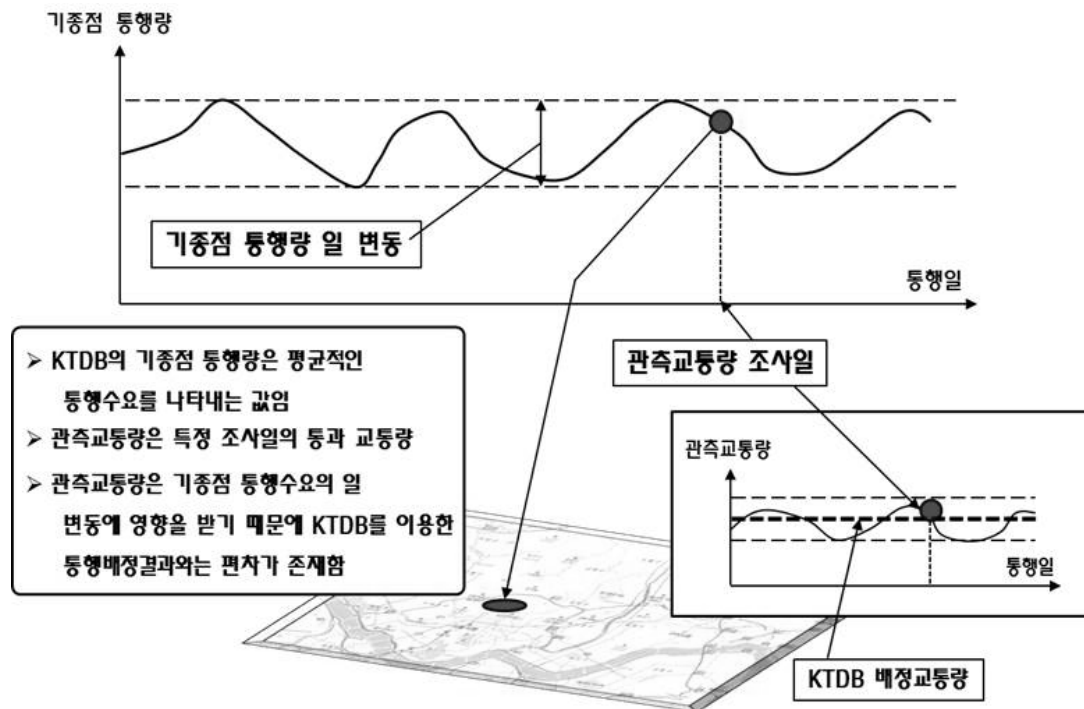 기종점 통행량
기종점 통행량 일 변동
통행일
➢ KTDB의 기종점 통행량은 평균적인
통행수요를 나타내는 값임
➢ 관측교통량은 특정 조사일의 통과 교통량
➢ 관측교통량은 기종점 통행수요의 일
변동에 영향을 받기 때문에 KTDB를 이용한
통행배정결과와는 편차가 존재함
관측교통량 조사일
관측교통량
통행일
KTDB 배정교통량